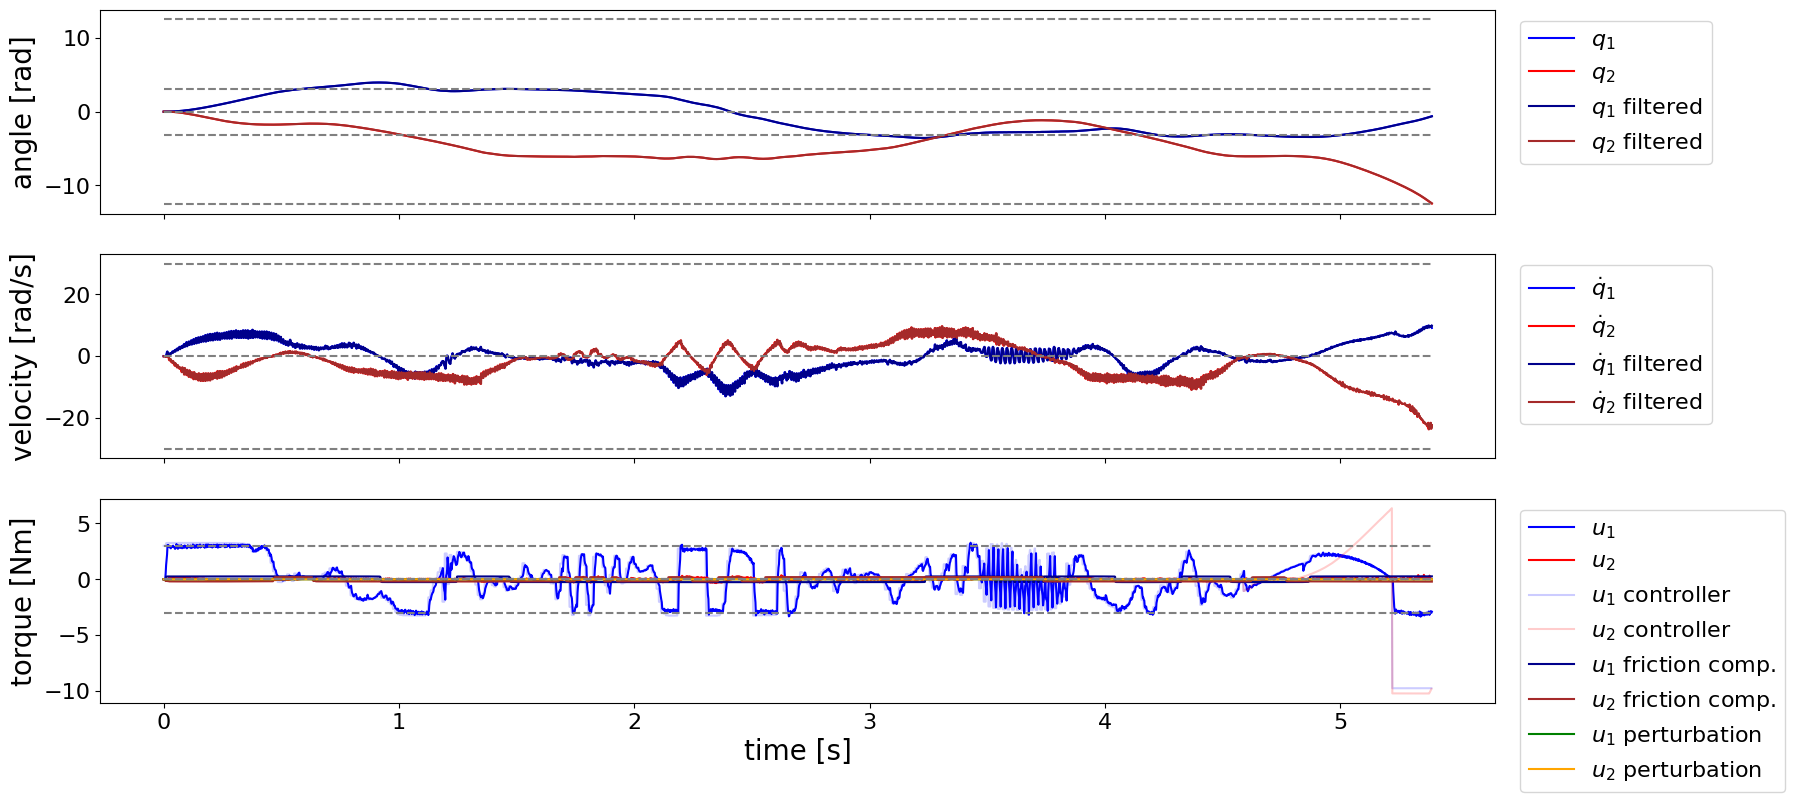 angle [rad]
10
0
−10
q₁
q₂
q₁ filtered
q₂ filtered
velocity [rad/s]
20
0
−20
q̇₁
q̇₂
q̇₁ filtered
q̇₂ filtered
torque [Nm]
5
0
−5
−10
0 1 2 3 4 5
time [s]
u₁
u₂
u₁ controller
u₂ controller
u₁ friction comp.
u₂ friction comp.
u₁ perturbation
u₂ perturbation